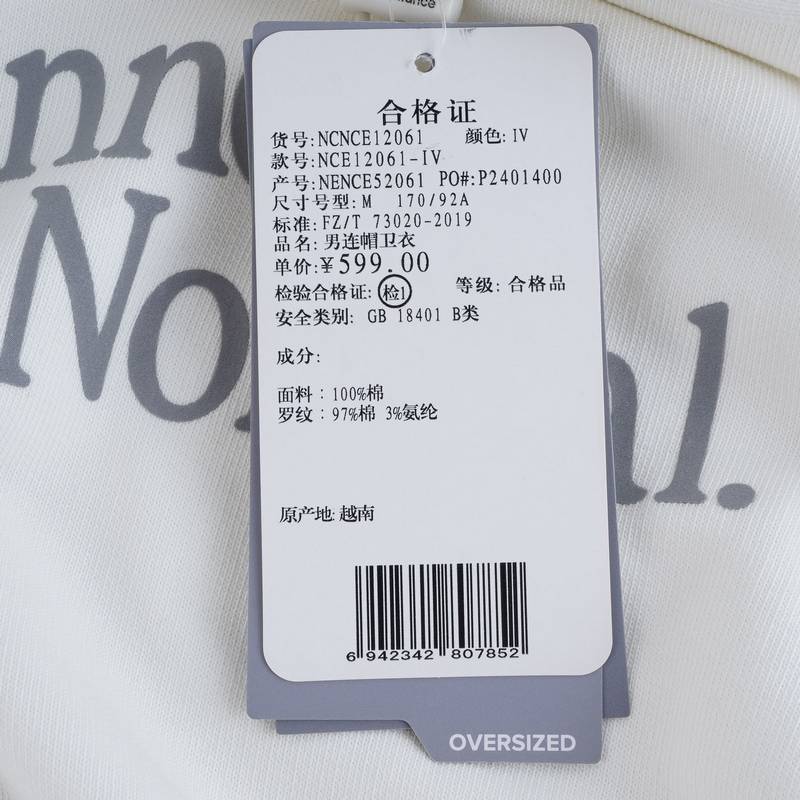 合格证
货号:NCNCE12061 颜色:IV
款号:NCE12061-IV
产号:NENCE52061 PO#:P2401400
尺寸号型:M 170/92A
标准:FZ/T 73020-2019
品名:男连帽卫衣
单价:¥599.00
检验合格证:检1 等级:合格品
安全类别: GB 18401 B类
成分:
面料:100%棉
罗纹:97%棉 3%氨纶
原产地:越南
6 942342 807852
OVERSIZED